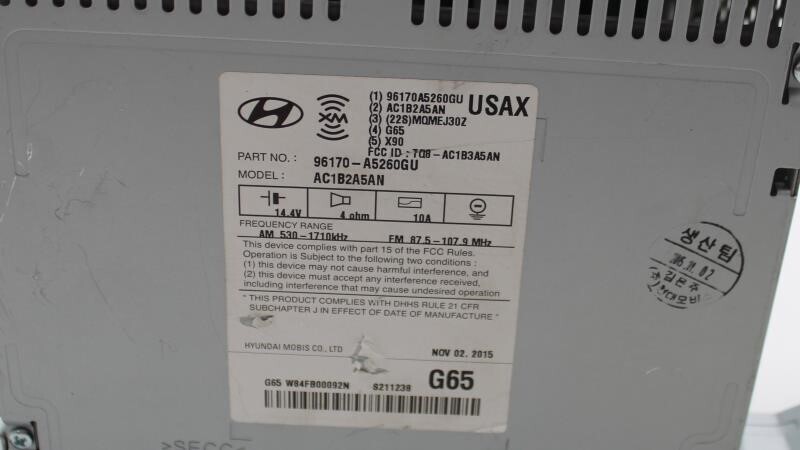 (1) 96170A5260GU
(2) AC1B2A5AN
(3) (22S)MQMEJ30Z
(4) G65
(5) X90
USAX
XM
FCC ID : TQ8-AC1B3A5AN
PART NO. : 96170-A5260GU
MODEL : AC1B2A5AN
14.4V 4 ohm 10A
FREQUENCY RANGE
AM 530-1710kHz FM 87.5-107.9 MHz
This device complies with part 15 of the FCC Rules.
Operation is Subject to the following two conditions :
(1) this device may not cause harmful interference, and
(2) this device must accept any interference received,
including interference that may cause undesired operation
* THIS PRODUCT COMPLIES WITH DHHS RULE 21 CFR
SUBCHAPTER J IN EFFECT OF DATE OF MANUFACTURE *
HYUNDAI MOBIS CO., LTD NOV 02. 2015
G65 W84FB00092N S211238 G65
생산팀
김은주
>SECC<